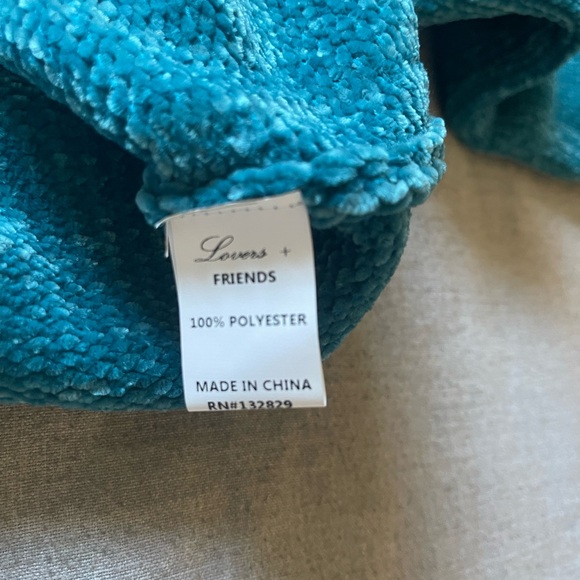 Lovers +
FRIENDS
100% POLYESTER
MADE IN CHINA
RN#132829